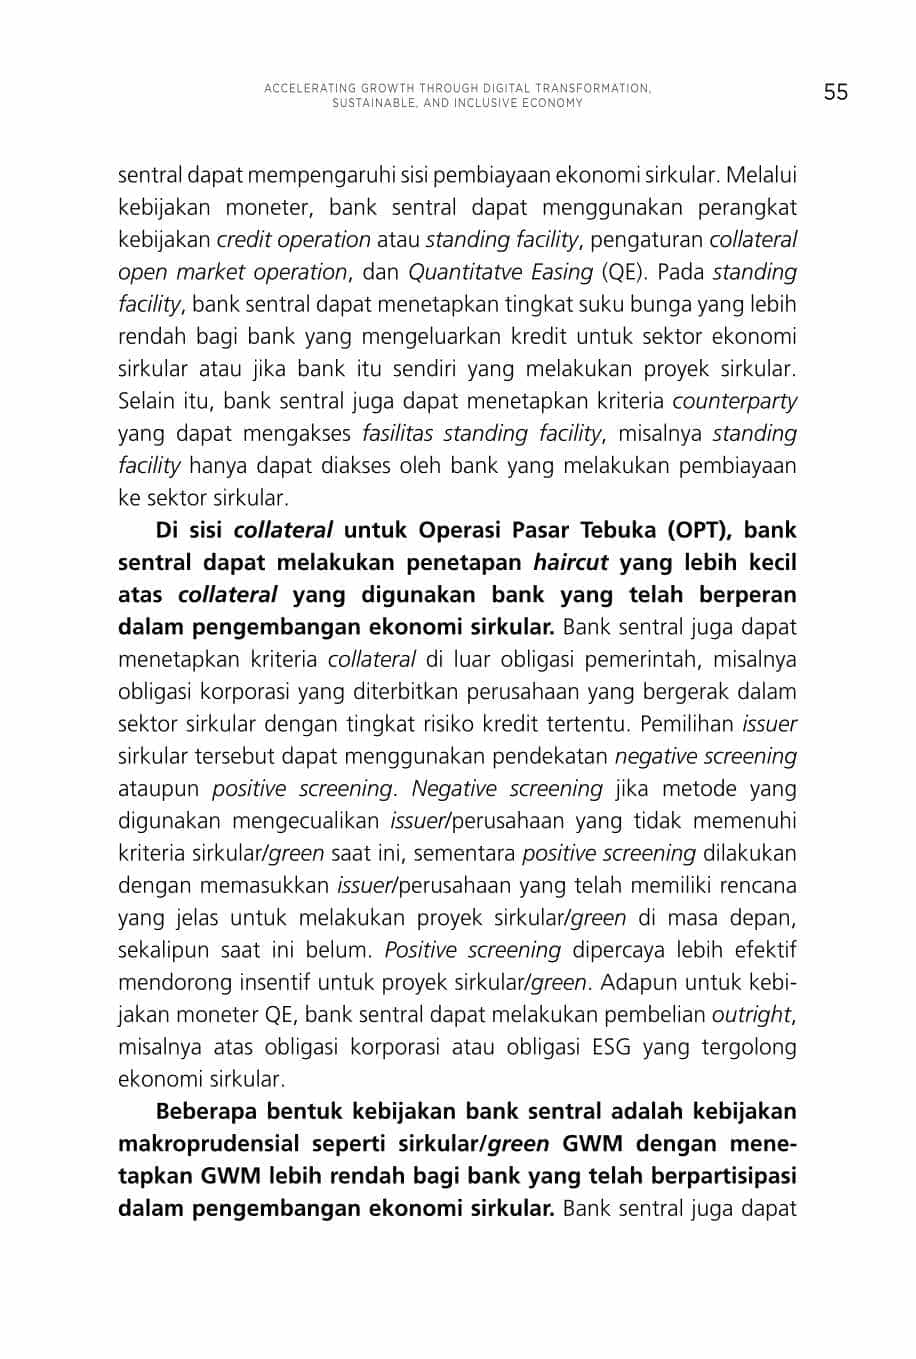 ACCELERATING GROWTH THROUGH DIGITAL TRANSFORMATION,
SUSTAINABLE, AND INCLUSIVE ECONOMY
55
sentral dapat mempengaruhi sisi pembiayaan ekonomi sirkular. Melalui
kebijakan moneter, bank sentral dapat menggunakan perangkat
kebijakan credit operation atau standing facility, pengaturan collateral
open market operation, dan Quantitatve Easing (QE). Pada standing
facility, bank sentral dapat menetapkan tingkat suku bunga yang lebih
rendah bagi bank yang mengeluarkan kredit untuk sektor ekonomi
sirkular atau jika bank itu sendiri yang melakukan proyek sirkular.
Selain itu, bank sentral juga dapat menetapkan kriteria counterparty
yang dapat mengakses fasilitas standing facility, misalnya standing
facility hanya dapat diakses oleh bank yang melakukan pembiayaan
ke sektor sirkular.
Di sisi collateral untuk Operasi Pasar Tebuka (OPT), bank
sentral dapat melakukan penetapan haircut yang lebih kecil
atas collateral yang digunakan bank yang telah berperan
dalam pengembangan ekonomi sirkular. Bank sentral juga dapat
menetapkan kriteria collateral di luar obligasi pemerintah, misalnya
obligasi korporasi yang diterbitkan perusahaan yang bergerak dalam
sektor sirkular dengan tingkat risiko kredit tertentu. Pemilihan issuer
sirkular tersebut dapat menggunakan pendekatan negative screening
ataupun positive screening. Negative screening jika metode yang
digunakan mengecualikan issuer/perusahaan yang tidak memenuhi
kriteria sirkular/green saat ini, sementara positive screening dilakukan
dengan memasukkan issuer/perusahaan yang telah memiliki rencana
yang jelas untuk melakukan proyek sirkular/green di masa depan,
sekalipun saat ini belum. Positive screening dipercaya lebih efektif
mendorong insentif untuk proyek sirkular/green. Adapun untuk kebi-
jakan moneter QE, bank sentral dapat melakukan pembelian outright,
misalnya atas obligasi korporasi atau obligasi ESG yang tergolong
ekonomi sirkular.
Beberapa bentuk kebijakan bank sentral adalah kebijakan
makroprudensial seperti sirkular/green GWM dengan mene-
tapkan GWM lebih rendah bagi bank yang telah berpartisipasi
dalam pengembangan ekonomi sirkular. Bank sentral juga dapat